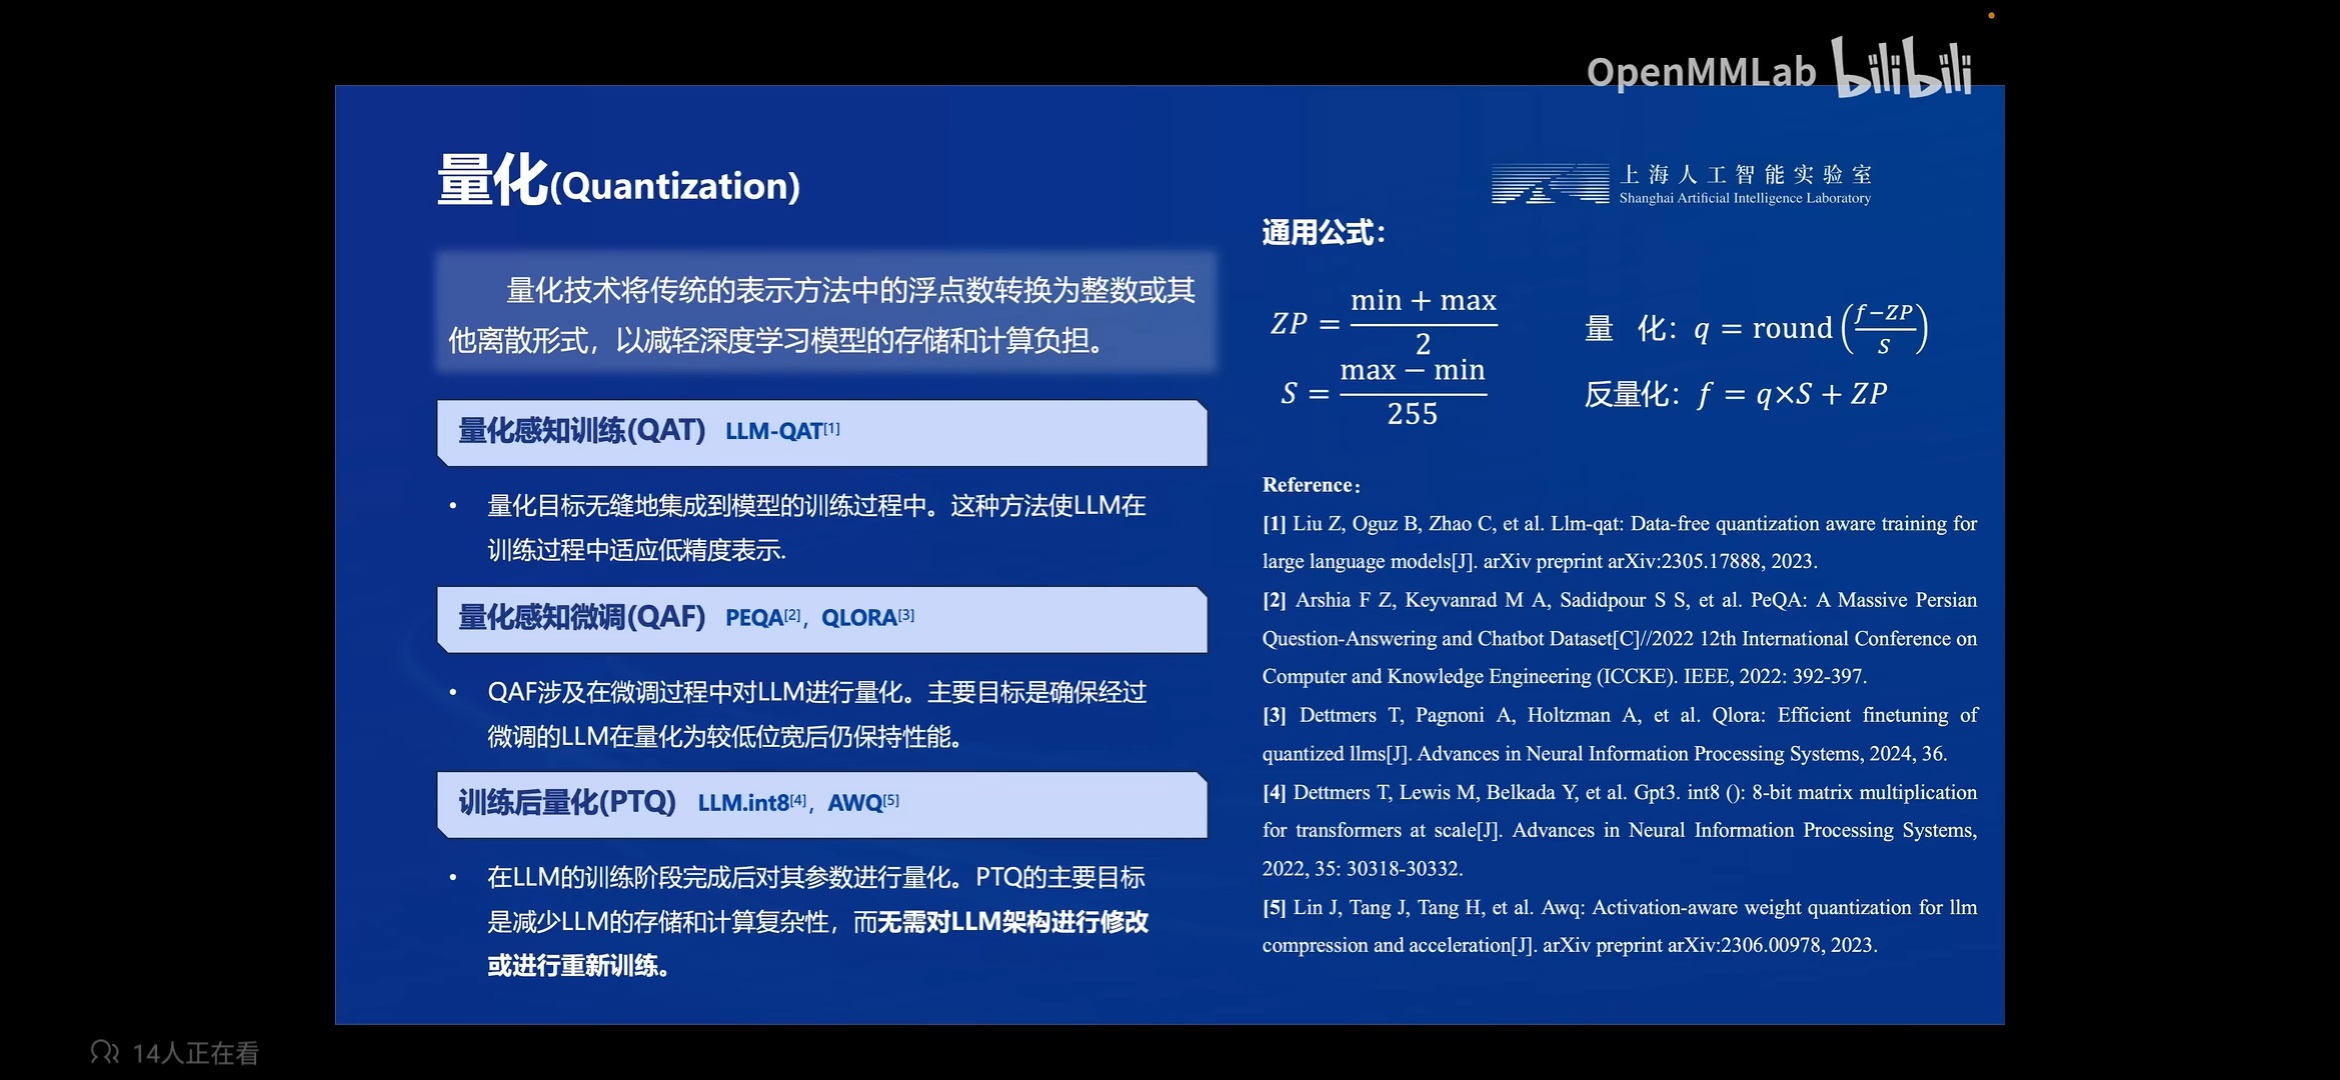 OpenMMLab bilibili
量化(Quantization)
上海人工智能实验室
Shanghai Artificial Intelligence Laboratory
量化技术将传统的表示方法中的浮点数转换为整数或其
他离散形式，以减轻深度学习模型的存储和计算负担。
量化感知训练(QAT) LLM-QAT[1]
• 量化目标无缝地集成到模型的训练过程中。这种方法使LLM在
训练过程中适应低精度表示.
量化感知微调(QAF) PEQA[2]，QLORA[3]
• QAF涉及在微调过程中对LLM进行量化。主要目标是确保经过
微调的LLM在量化为较低位宽后仍保持性能。
训练后量化(PTQ) LLM.int8[4]，AWQ[5]
• 在LLM的训练阶段完成后对其参数进行量化。PTQ的主要目标
是减少LLM的存储和计算复杂性，而无需对LLM架构进行修改
或进行重新训练。
通用公式：
ZP = (min + max) / 2
S = (max − min) / 255
量 化：q = round((f−ZP)/S)
反量化：f = q×S + ZP
Reference：
[1] Liu Z, Oguz B, Zhao C, et al. Llm-qat: Data-free quantization aware training for
large language models[J]. arXiv preprint arXiv:2305.17888, 2023.
[2] Arshia F Z, Keyvanrad M A, Sadidpour S S, et al. PeQA: A Massive Persian
Question-Answering and Chatbot Dataset[C]//2022 12th International Conference on
Computer and Knowledge Engineering (ICCKE). IEEE, 2022: 392-397.
[3] Dettmers T, Pagnoni A, Holtzman A, et al. Qlora: Efficient finetuning of
quantized llms[J]. Advances in Neural Information Processing Systems, 2024, 36.
[4] Dettmers T, Lewis M, Belkada Y, et al. Gpt3. int8 (): 8-bit matrix multiplication
for transformers at scale[J]. Advances in Neural Information Processing Systems,
2022, 35: 30318-30332.
[5] Lin J, Tang J, Tang H, et al. Awq: Activation-aware weight quantization for llm
compression and acceleration[J]. arXiv preprint arXiv:2306.00978, 2023.
14人正在看